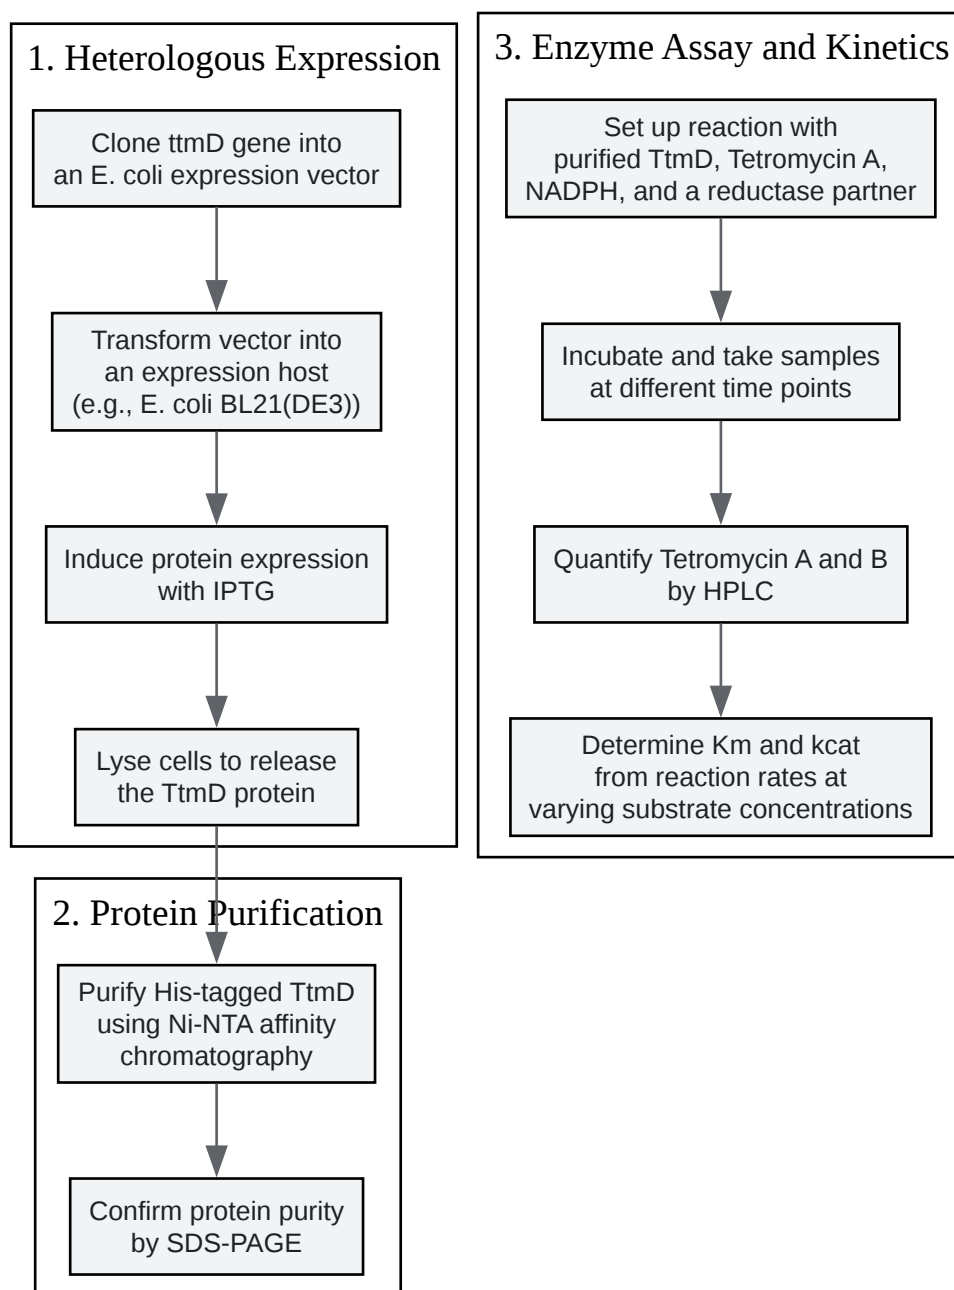 1. Heterologous Expression
Clone ttmD gene into
an E. coli expression vector
Transform vector into
an expression host
(e.g., E. coli BL21(DE3))
Induce protein expression
with IPTG
Lyse cells to release
the TtmD protein
2. Protein Purification
Purify His-tagged TtmD
using Ni-NTA affinity
chromatography
Confirm protein purity
by SDS-PAGE
3. Enzyme Assay and Kinetics
Set up reaction with
purified TtmD, Tetromycin A,
NADPH, and a reductase partner
Incubate and take samples
at different time points
Quantify Tetromycin A and B
by HPLC
Determine Km and kcat
from reaction rates at
varying substrate concentrations